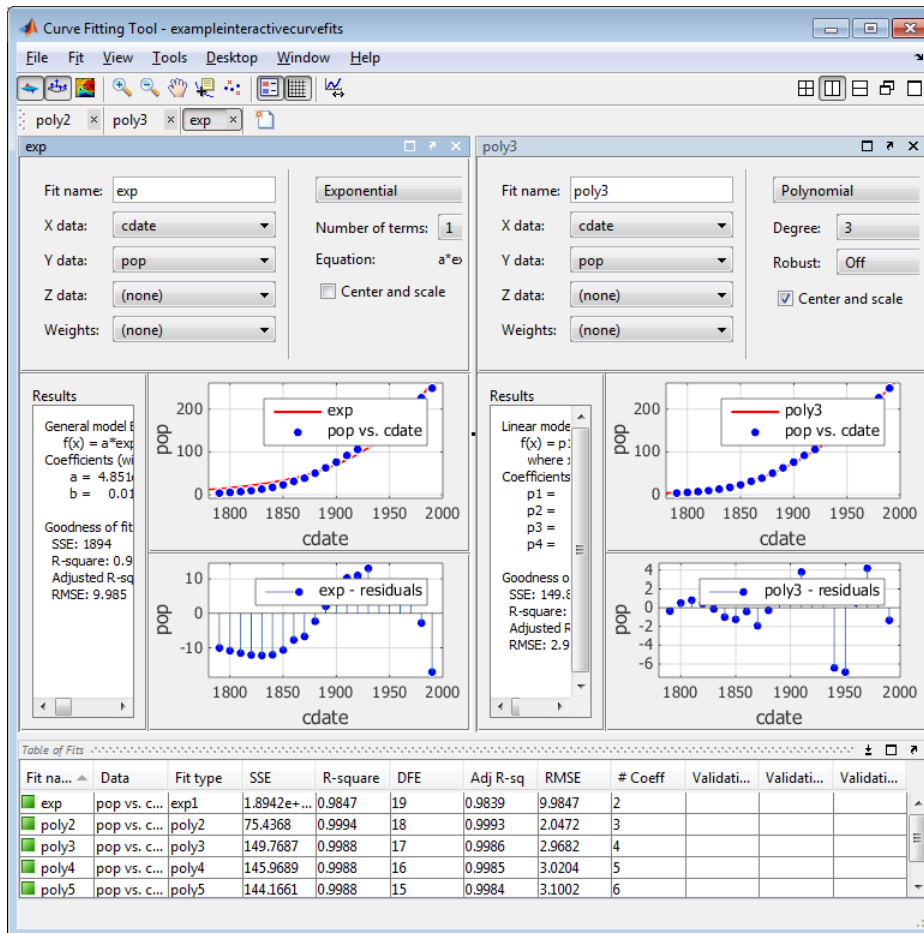 Curve Fitting Tool - exampleinteractivecurvefits
File Fit View Tools Desktop Window Help
poly2 poly3 exp
exp
Fit name: exp
X data: cdate
Y data: pop
Z data: (none)
Weights: (none)
Exponential
Number of terms: 1
Equation: a*ex
Center and scale
poly3
Fit name: poly3
X data: cdate
Y data: pop
Z data: (none)
Weights: (none)
Polynomial
Degree: 3
Robust: Off
Center and scale
Results
General model E
f(x) = a*exp
Coefficients (wi
a = 4.851e
b = 0.01
Goodness of fit
SSE: 1894
R-square: 0.9
Adjusted R-sq
RMSE: 9.985
200
100
0
pop
exp
pop vs. cdate
1800 1850 1900 1950 2000
cdate
10
0
-10
pop
exp - residuals
1800 1850 1900 1950 2000
cdate
Results
Linear mode
f(x) = p1
where x
Coefficients
p1 =
p2 =
p3 =
p4 =
Goodness o
SSE: 149.8
R-square:
Adjusted R
RMSE: 2.9
200
100
0
pop
poly3
pop vs. cdate
1800 1850 1900 1950 2000
cdate
4
2
0
-2
-4
-6
pop
poly3 - residuals
1800 1850 1900 1950 2000
cdate
Table of Fits
Fit na... Data Fit type SSE R-square DFE Adj R-sq RMSE # Coeff Validati... Validati... Validati...
exp pop vs. c... exp1 1.8942e+... 0.9847 19 0.9839 9.9847 2
poly2 pop vs. c... poly2 75.4368 0.9994 18 0.9993 2.0472 3
poly3 pop vs. c... poly3 149.7687 0.9988 17 0.9986 2.9682 4
poly4 pop vs. c... poly4 145.9689 0.9988 16 0.9985 3.0204 5
poly5 pop vs. c... poly5 144.1661 0.9988 15 0.9984 3.1002 6